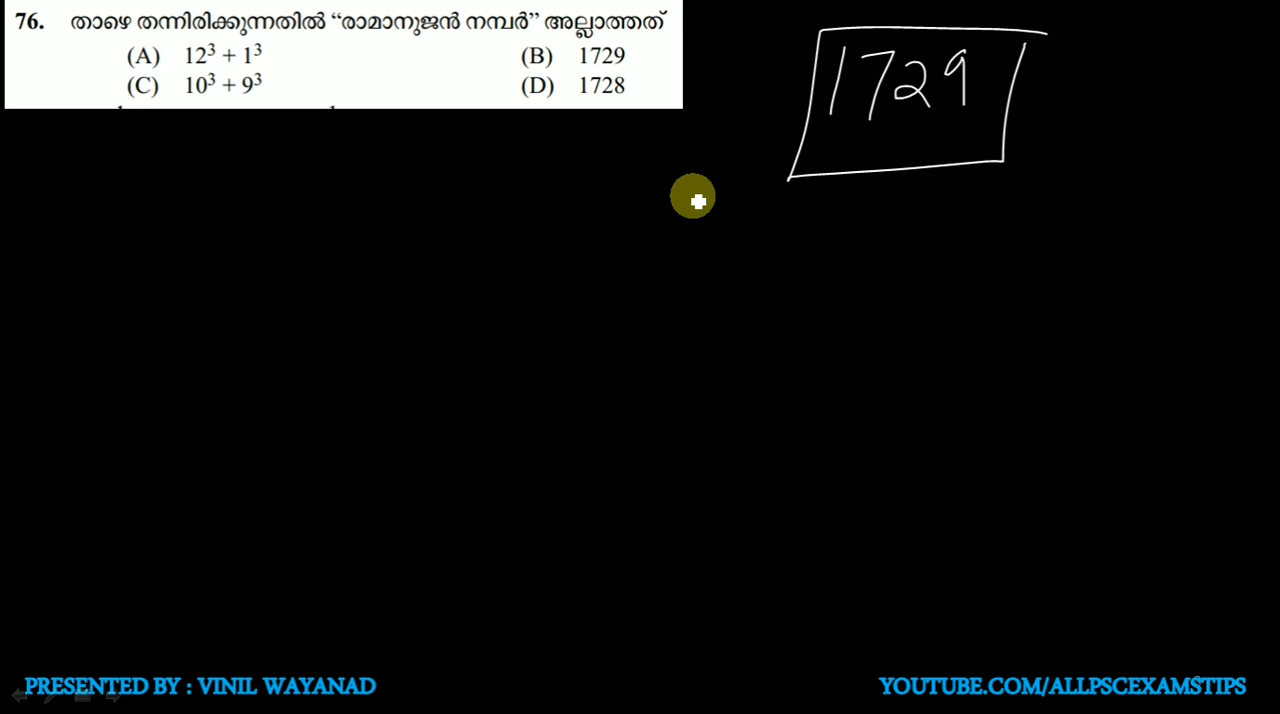 76. താഴെ തന്നിരിക്കുന്നതിൽ “രാമാനുജൻ നമ്പർ” അല്ലാത്തത്
(A) 12³ + 1³ (B) 1729
(C) 10³ + 9³ (D) 1728
1729
PRESENTED BY : VINIL WAYANAD
YOUTUBE.COM/ALLPSCEXAMSTIPS